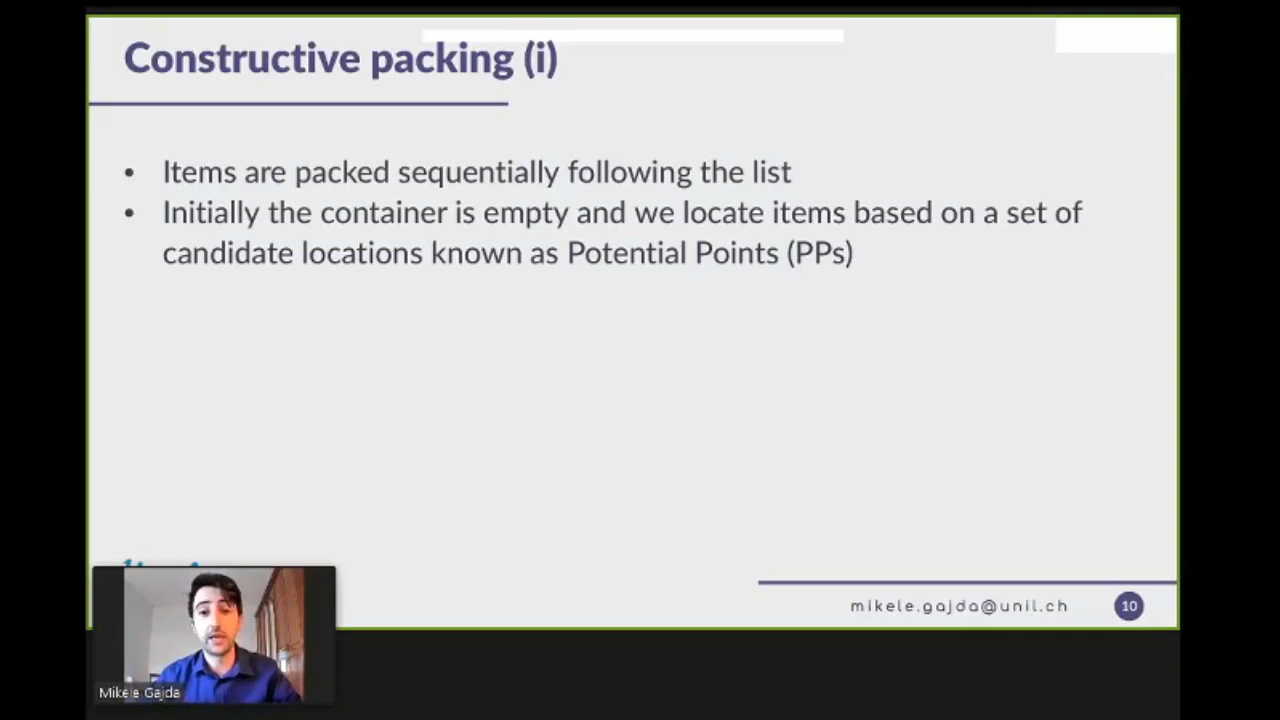 Constructive packing (i)
• Items are packed sequentially following the list
• Initially the container is empty and we locate items based on a set of
candidate locations known as Potential Points (PPs)
mikele.gajda@unil.ch
10
Mikele Gajda